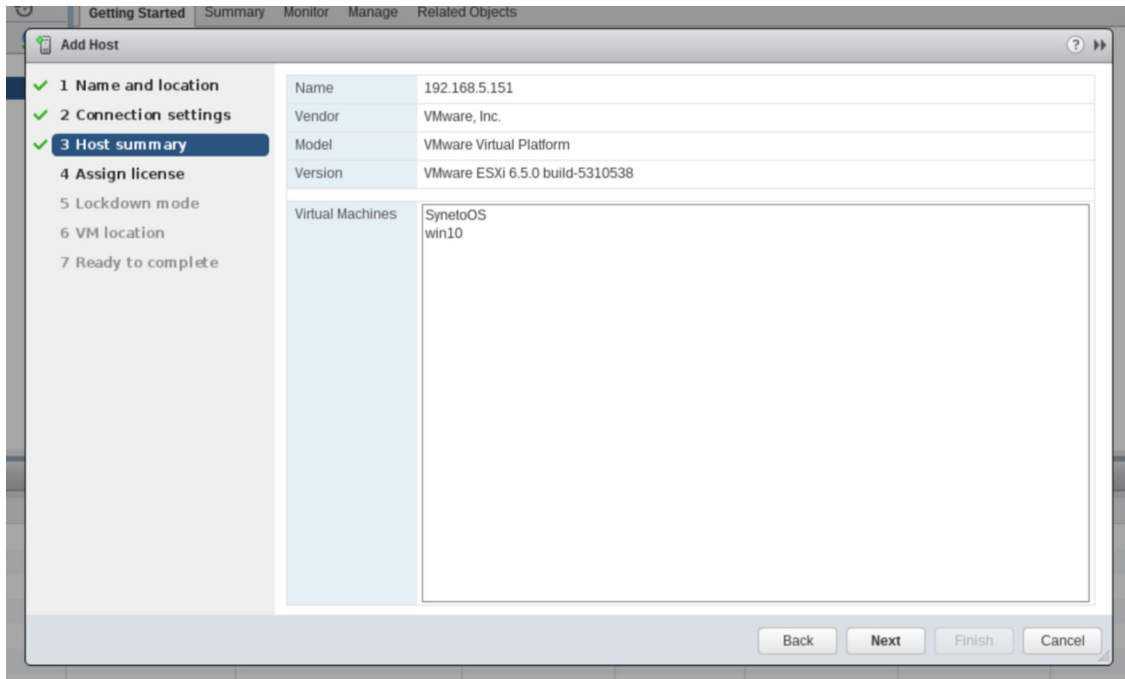 Getting Started Summary Monitor Manage Related Objects
Add Host
?
1 Name and location
2 Connection settings
3 Host summary
4 Assign license
5 Lockdown mode
6 VM location
7 Ready to complete
Name 192.168.5.151
Vendor VMware, Inc.
Model VMware Virtual Platform
Version VMware ESXi 6.5.0 build-5310538
Virtual Machines SynetoOS
win10
Back Next Finish Cancel